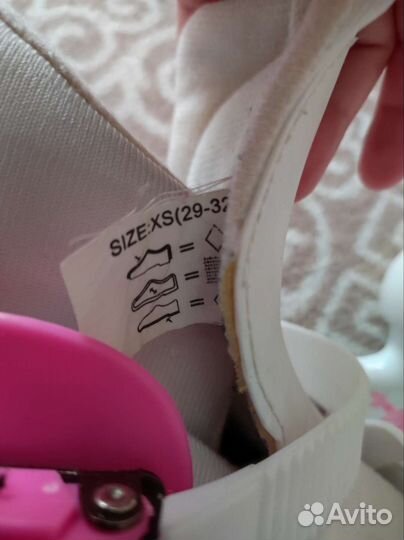 SIZE:XS(29-32
=
=
=
Avito